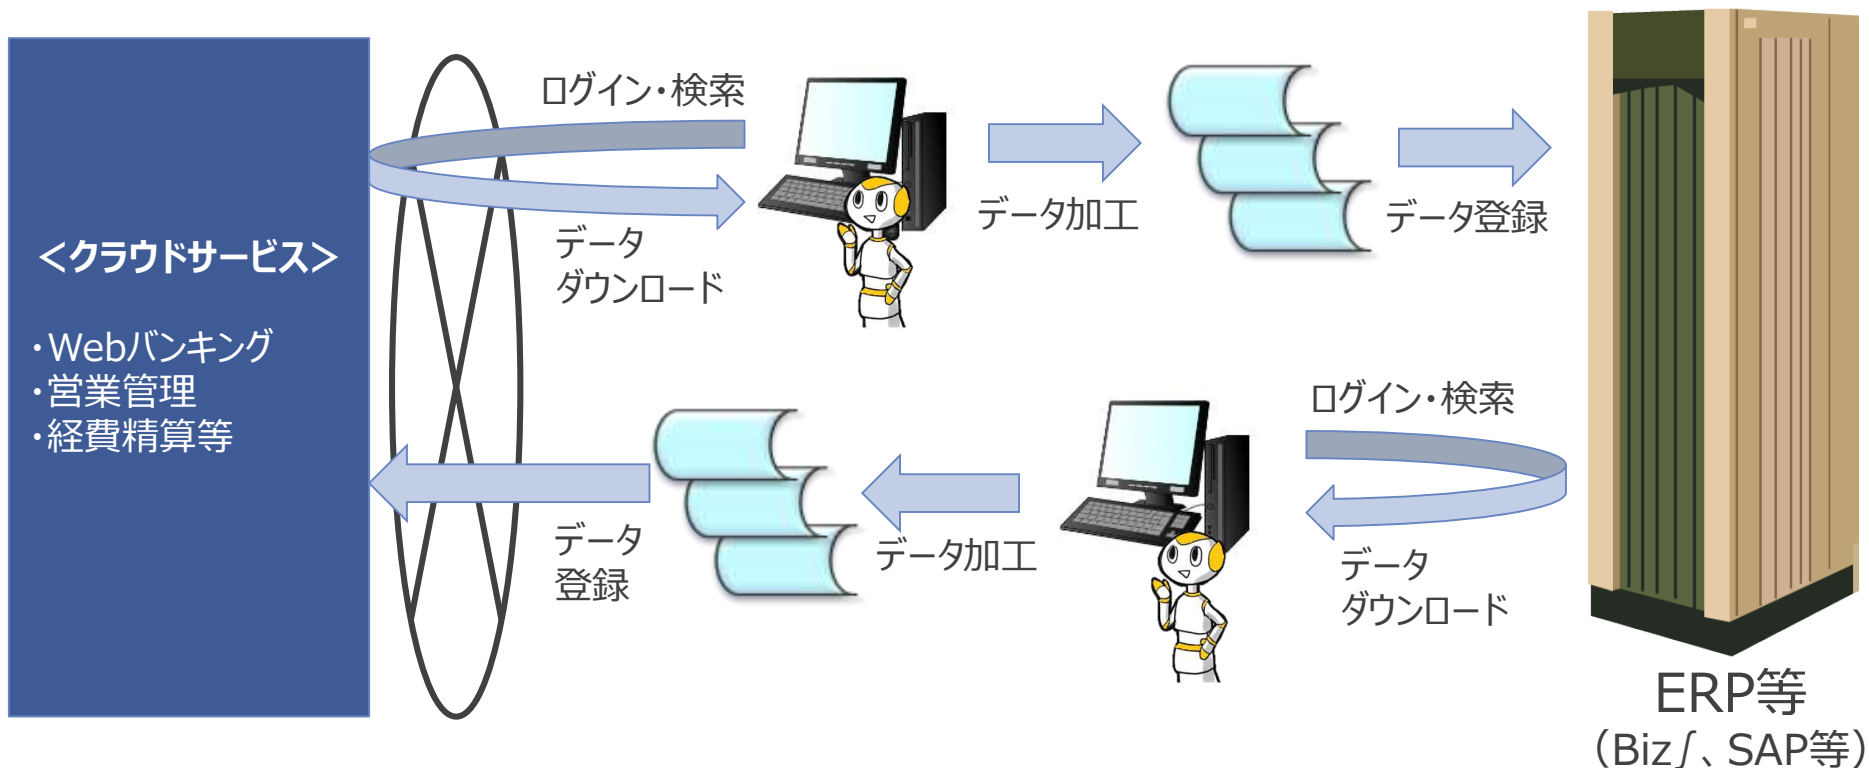 ログイン・検索
データ
ダウンロード
データ加工
データ登録
<クラウドサービス>
・Webバンキング
・営業管理
・経費精算等
ログイン・検索
データ
ダウンロード
データ加工
データ
登録
ERP等
(Biz∫、SAP等)